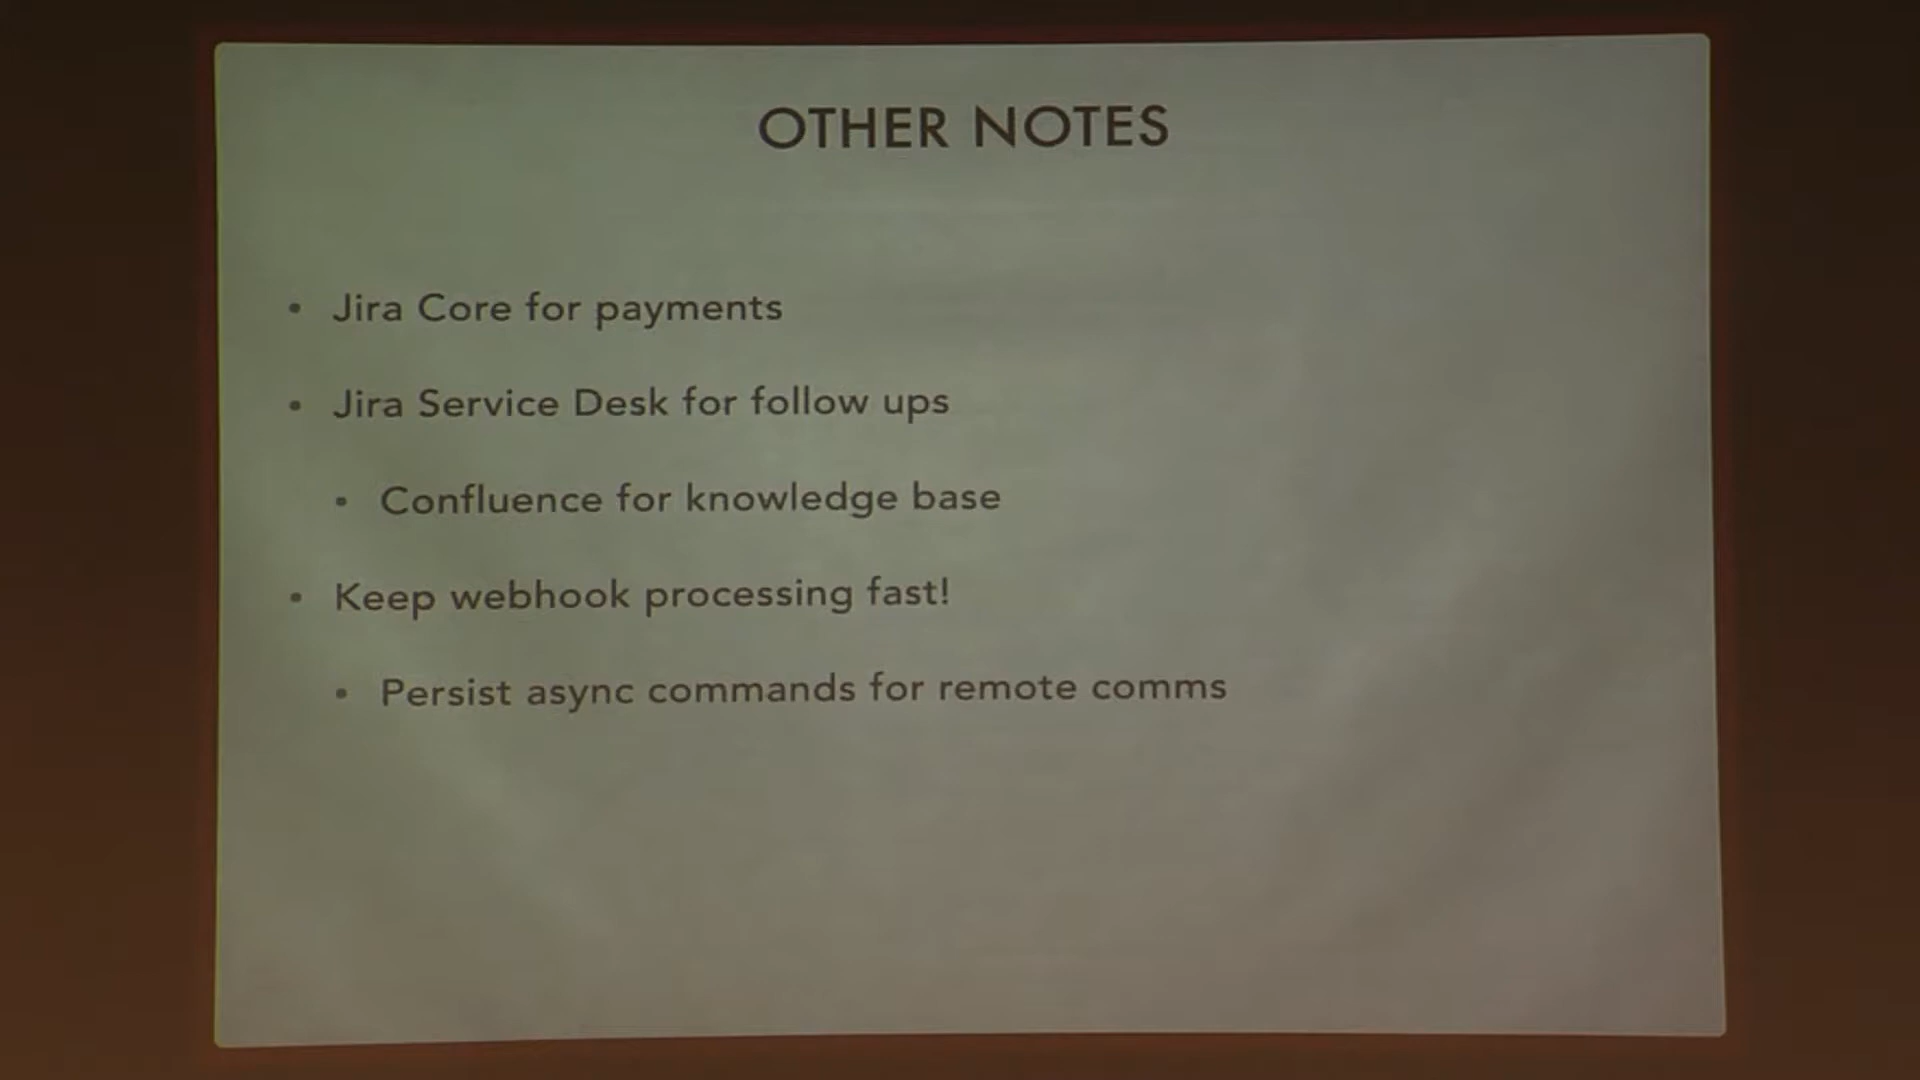 OTHER NOTES
• Jira Core for payments
• Jira Service Desk for follow ups
• Confluence for knowledge base
• Keep webhook processing fast!
• Persist async commands for remote comms